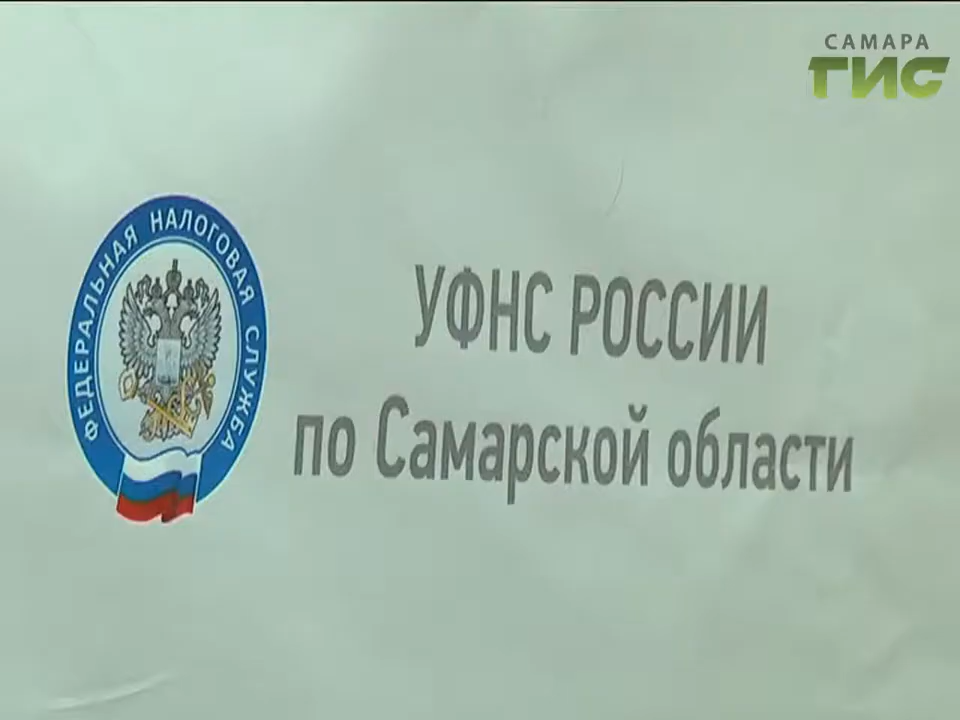 САМАРА
ГИС
ФЕДЕРАЛЬНАЯ НАЛОГОВАЯ СЛУЖБА
УФНС РОССИИ
по Самарской области